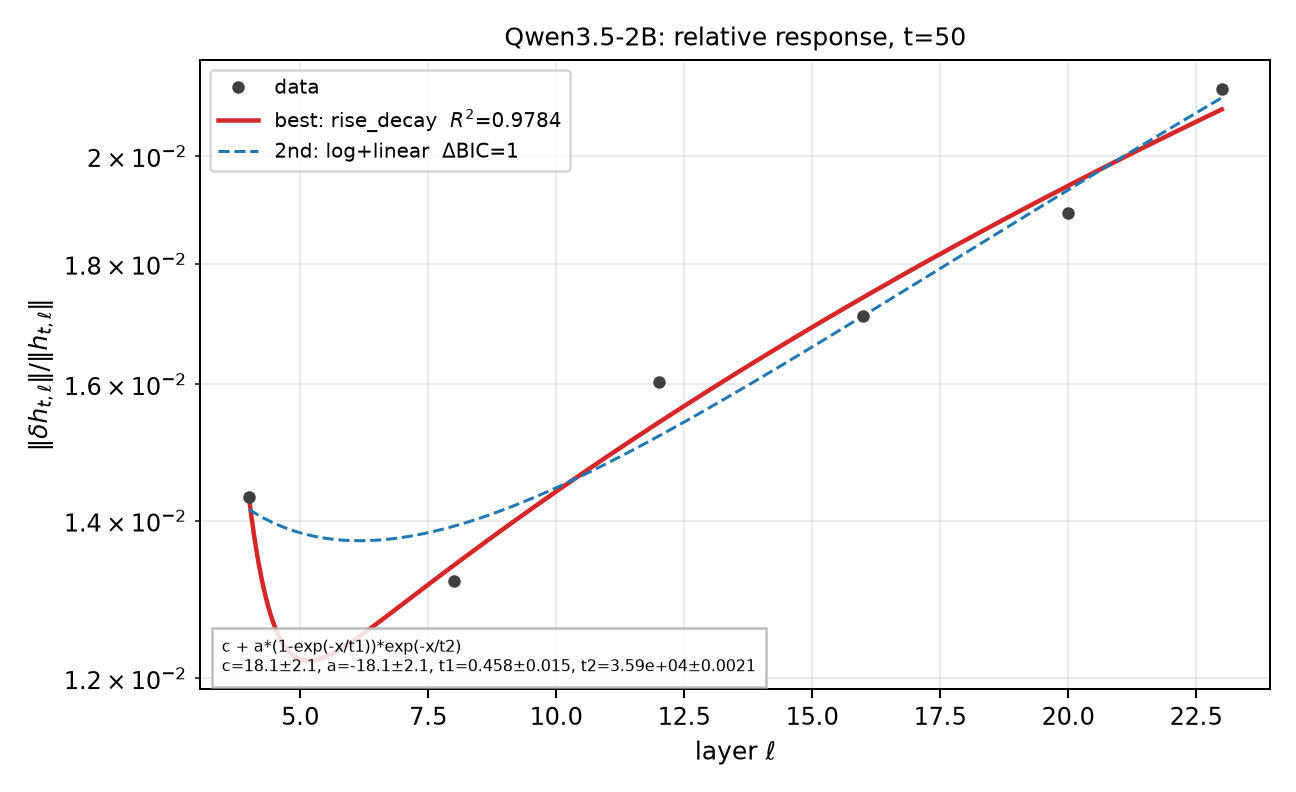 Qwen3.5-2B: relative response, t=50
data
best: rise_decay R²=0.9784
2nd: log+linear ΔBIC=1
‖δh_{t,ℓ}‖/‖h_{t,ℓ}‖
2 × 10⁻²
1.8 × 10⁻²
1.6 × 10⁻²
1.4 × 10⁻²
1.2 × 10⁻²
c + a*(1-exp(-x/t1))*exp(-x/t2)
c=18.1±2.1, a=-18.1±2.1, t1=0.458±0.015, t2=3.59e+04±0.0021
5.0 7.5 10.0 12.5 15.0 17.5 20.0 22.5
layer ℓ